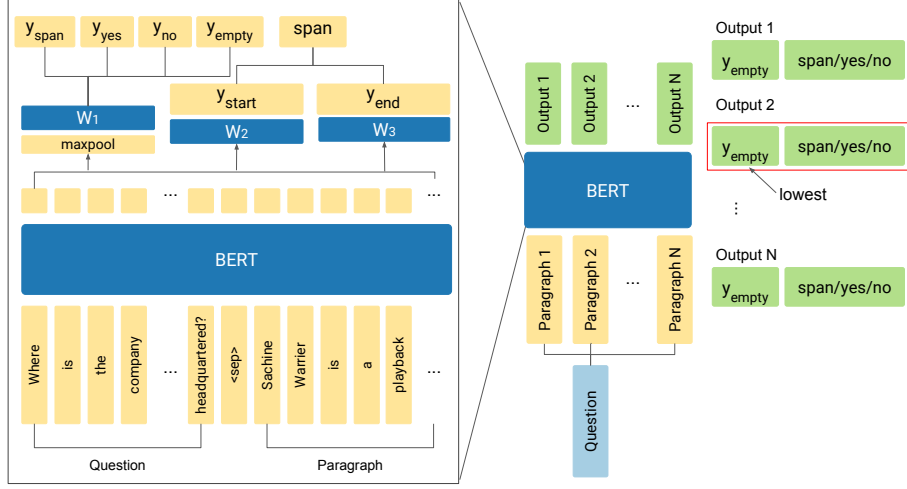 y_span y_yes y_no y_empty span
y_start y_end
W1 W2 W3
maxpool
... ...
BERT
Where is the company ... headquartered? <sep> Sachine Warrier is a playback ...
Question Paragraph
Output 1 Output 2 ... Output N
BERT
Paragraph 1 Paragraph 2 ... Paragraph N
Question
Output 1
y_empty span/yes/no
Output 2
y_empty span/yes/no
lowest
...
Output N
y_empty span/yes/no